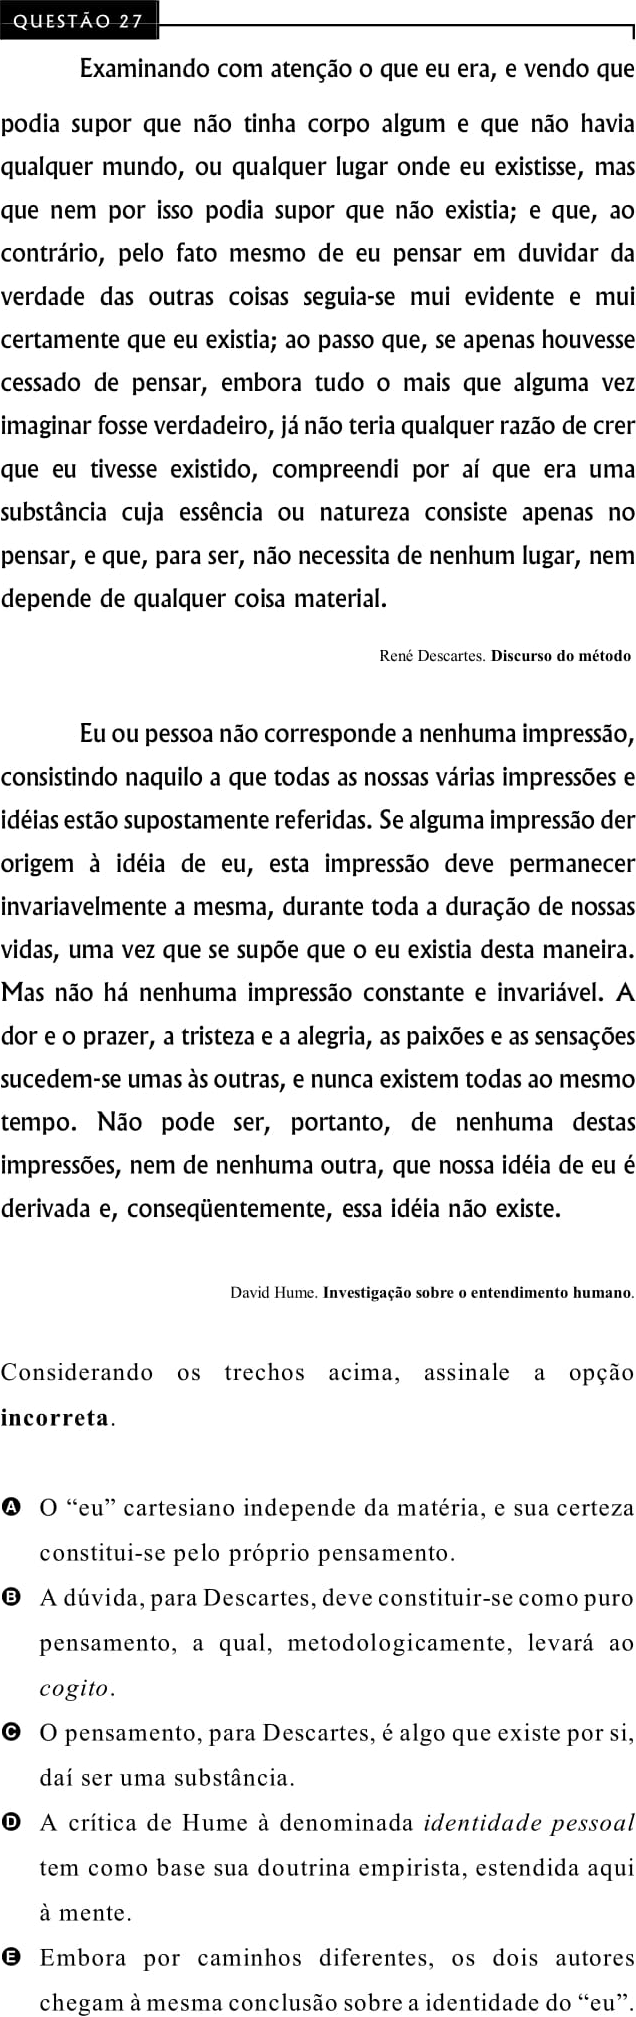 QUESTÃO 27
Examinando com atenção o que eu era, e vendo que
podia supor que não tinha corpo algum e que não havia
qualquer mundo, ou qualquer lugar onde eu existisse, mas
que nem por isso podia supor que não existia; e que, ao
contrário, pelo fato mesmo de eu pensar em duvidar da
verdade das outras coisas seguia-se mui evidente e mui
certamente que eu existia; ao passo que, se apenas houvesse
cessado de pensar, embora tudo o mais que alguma vez
imaginar fosse verdadeiro, já não teria qualquer razão de crer
que eu tivesse existido, compreendi por aí que era uma
substância cuja essência ou natureza consiste apenas no
pensar, e que, para ser, não necessita de nenhum lugar, nem
depende de qualquer coisa material.
René Descartes. Discurso do método
Eu ou pessoa não corresponde a nenhuma impressão,
consistindo naquilo a que todas as nossas várias impressões e
idéias estão supostamente referidas. Se alguma impressão der
origem à idéia de eu, esta impressão deve permanecer
invariavelmente a mesma, durante toda a duração de nossas
vidas, uma vez que se supõe que o eu existia desta maneira.
Mas não há nenhuma impressão constante e invariável. A
dor e o prazer, a tristeza e a alegria, as paixões e as sensações
sucedem-se umas às outras, e nunca existem todas ao mesmo
tempo. Não pode ser, portanto, de nenhuma destas
impressões, nem de nenhuma outra, que nossa idéia de eu é
derivada e, conseqüentemente, essa idéia não existe.
David Hume. Investigação sobre o entendimento humano.
Considerando os trechos acima, assinale a opção
incorreta.
A O “eu” cartesiano independe da matéria, e sua certeza
constitui-se pelo próprio pensamento.
B A dúvida, para Descartes, deve constituir-se como puro
pensamento, a qual, metodologicamente, levará ao
cogito.
C O pensamento, para Descartes, é algo que existe por si,
daí ser uma substância.
D A crítica de Hume à denominada identidade pessoal
tem como base sua doutrina empirista, estendida aqui
à mente.
E Embora por caminhos diferentes, os dois autores
chegam à mesma conclusão sobre a identidade do “eu”.